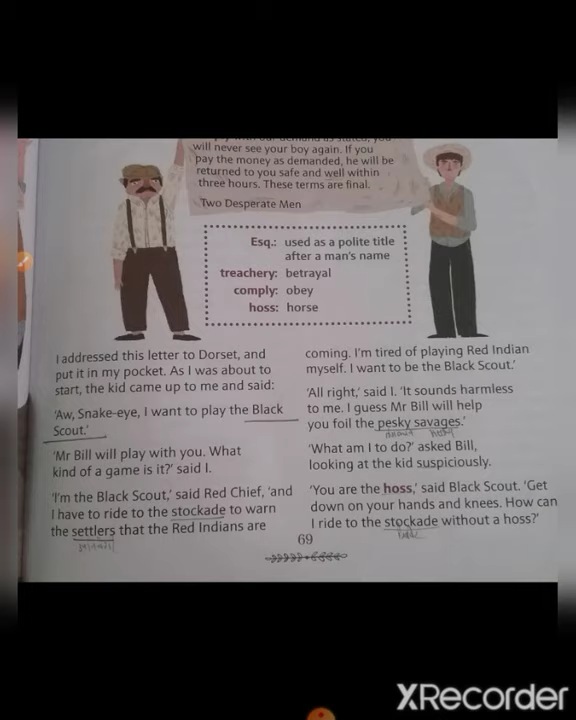 will never see your boy again. If you
pay the money as demanded, he will be
returned to you safe and well within
three hours. These terms are final.
Two Desperate Men
Esq.: used as a polite title
after a man's name
treachery: betrayal
comply: obey
hoss: horse
I addressed this letter to Dorset, and
put it in my pocket. As I was about to
start, the kid came up to me and said:
'Aw, Snake-eye, I want to play the Black
Scout.'
'Mr Bill will play with you. What
kind of a game is it?' said I.
'I'm the Black Scout,' said Red Chief, 'and
I have to ride to the stockade to warn
the settlers that the Red Indians are
coming. I'm tired of playing Red Indian
myself. I want to be the Black Scout.'
'All right,' said I. 'It sounds harmless
to me. I guess Mr Bill will help
you foil the pesky savages.'
'What am I to do?' asked Bill,
looking at the kid suspiciously.
'You are the hoss,' said Black Scout. 'Get
down on your hands and knees. How can
I ride to the stockade without a hoss?'
69
XRecorder